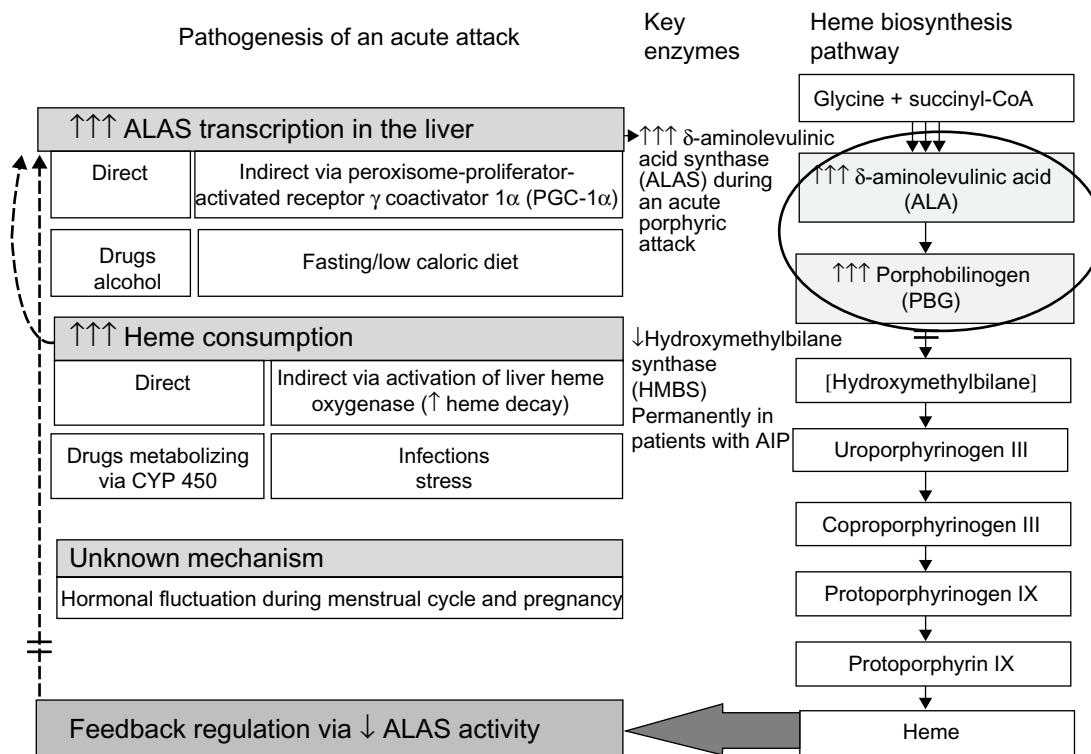 Pathogenesis of an acute attack
Key
enzymes
Heme biosynthesis
pathway
↑↑↑ ALAS transcription in the liver
Direct
Indirect via peroxisome-proliferator-
activated receptor γ coactivator 1α (PGC-1α)
Drugs
alcohol
Fasting/low caloric diet
↑↑↑ Heme consumption
Direct
Indirect via activation of liver heme
oxygenase (↑ heme decay)
Drugs metabolizing
via CYP 450
Infections
stress
Unknown mechanism
Hormonal fluctuation during menstrual cycle and pregnancy
Feedback regulation via ↓ ALAS activity
↑↑↑ δ-aminolevulinic
acid synthase
(ALAS) during
an acute
porphyric
attack
↓Hydroxymethylbilane
synthase
(HMBS)
Permanently in
patients with AIP
Glycine + succinyl-CoA
↑↑↑ δ-aminolevulinic acid
(ALA)
↑↑↑ Porphobilinogen
(PBG)
[Hydroxymethylbilane]
Uroporphyrinogen III
Coproporphyrinogen III
Protoporphyrinogen IX
Protoporphyrin IX
Heme